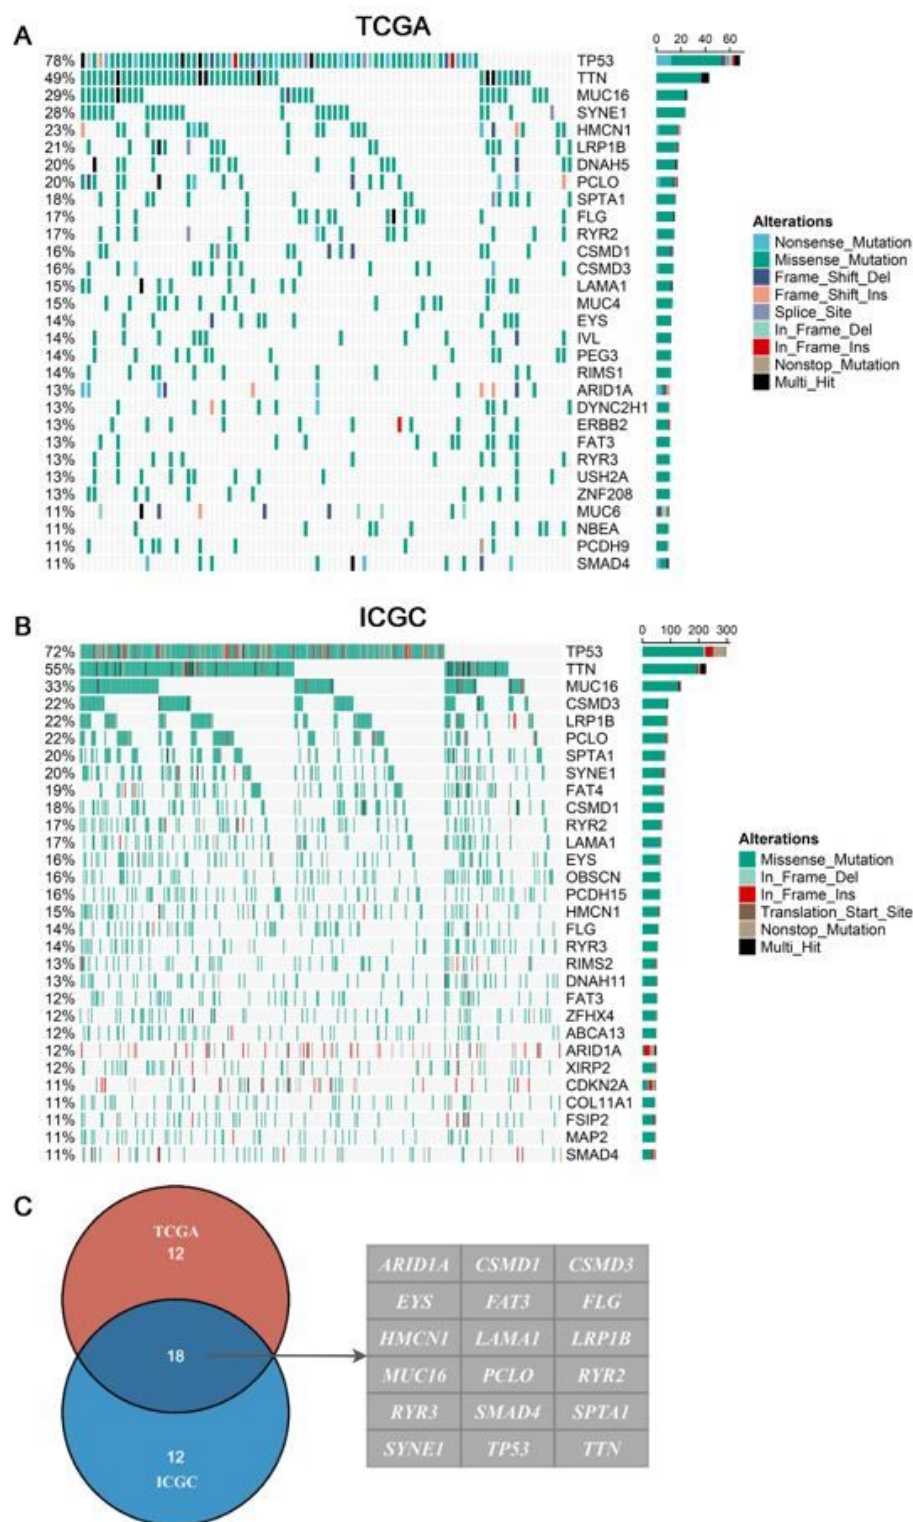 TCGA
A
0 20 40 60
78% TP53
49% TTN
29% MUC16
28% SYNE1
23% HMCN1
21% LRP1B
20% DNAH5
20% PCLO
18% SPTA1
17% FLG
17% RYR2
16% CSMD1
16% CSMD3
15% LAMA1
15% MUC4
14% EYS
14% IVL
14% PEG3
14% RIMS1
13% ARID1A
13% DYNC2H1
13% ERBB2
13% FAT3
13% RYR3
13% USH2A
13% ZNF208
11% MUC6
11% NBEA
11% PCDH9
11% SMAD4
Alterations
Nonsense_Mutation
Missense_Mutation
Frame_Shift_Del
Frame_Shift_Ins
Splice_Site
In_Frame_Del
In_Frame_Ins
Nonstop_Mutation
Multi_Hit
ICGC
B
0 100 200 300
72% TP53
55% TTN
33% MUC16
22% CSMD3
22% LRP1B
22% PCLO
20% SPTA1
20% SYNE1
19% FAT4
18% CSMD1
17% RYR2
17% LAMA1
16% EYS
16% OBSCN
16% PCDH15
15% HMCN1
14% FLG
14% RYR3
13% RIMS2
13% DNAH11
12% FAT3
12% ZFHX4
12% ABCA13
12% ARID1A
12% XIRP2
11% CDKN2A
11% COL11A1
11% FSIP2
11% MAP2
11% SMAD4
Alterations
Missense_Mutation
In_Frame_Del
In_Frame_Ins
Translation_Start_Site
Nonstop_Mutation
Multi_Hit
C
TCGA
12
18
12
ICGC
ARID1A CSMD1 CSMD3
EYS FAT3 FLG
HMCN1 LAMA1 LRP1B
MUC16 PCLO RYR2
RYR3 SMAD4 SPTA1
SYNE1 TP53 TTN